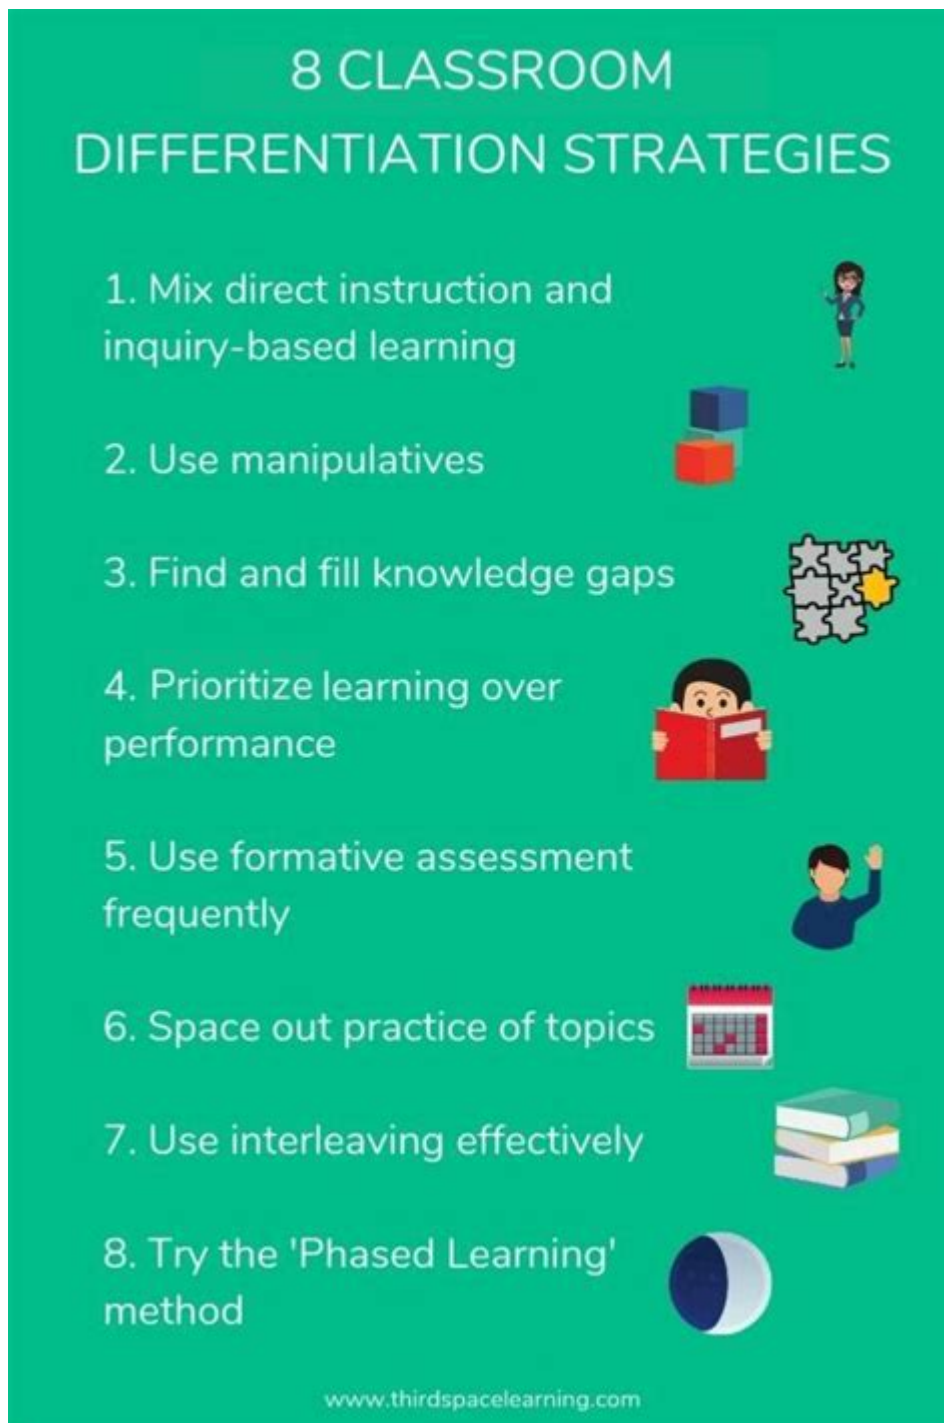 8 CLASSROOM
DIFFERENTIATION STRATEGIES
1. Mix direct instruction and
inquiry-based learning
2. Use manipulatives
3. Find and fill knowledge gaps
4. Prioritize learning over
performance
5. Use formative assessment
frequently
6. Space out practice of topics
7. Use interleaving effectively
8. Try the 'Phased Learning'
method
www.thirdspacelearning.com